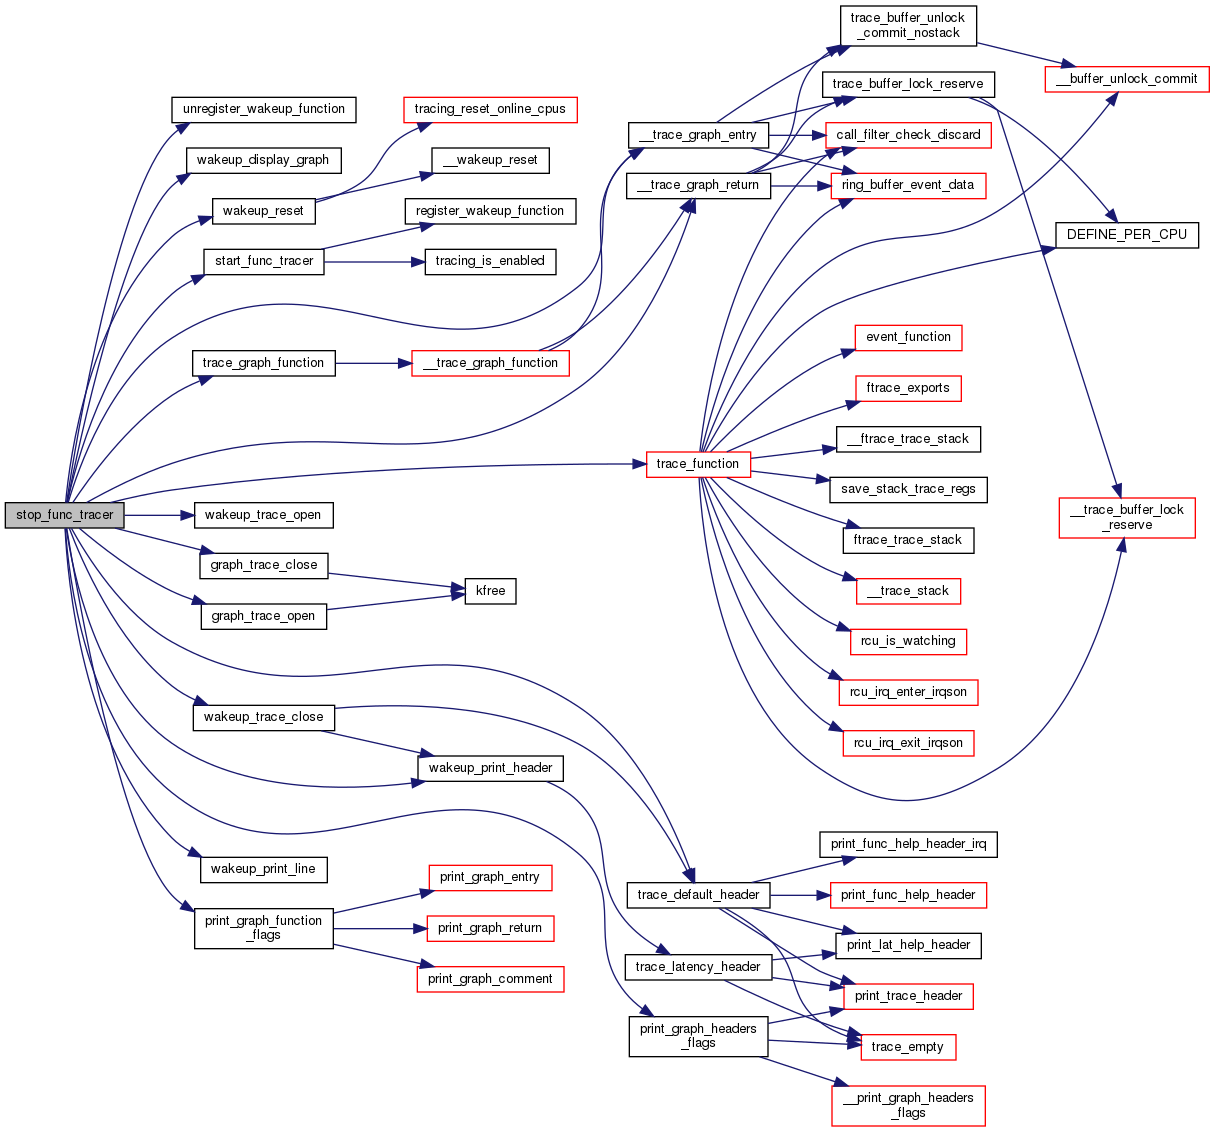 trace_buffer_unlock
_commit_nostack
__buffer_unlock_commit
trace_buffer_lock_reserve
unregister_wakeup_function
tracing_reset_online_cpus
__trace_graph_entry
call_filter_check_discard
wakeup_display_graph
__wakeup_reset
__trace_graph_return
ring_buffer_event_data
wakeup_reset
register_wakeup_function
DEFINE_PER_CPU
start_func_tracer
tracing_is_enabled
event_function
trace_graph_function
__trace_graph_function
ftrace_exports
__ftrace_trace_stack
trace_function
save_stack_trace_regs
stop_func_tracer
wakeup_trace_open
__trace_buffer_lock
_reserve
ftrace_trace_stack
graph_trace_close
kfree
__trace_stack
graph_trace_open
rcu_is_watching
rcu_irq_enter_irqson
wakeup_trace_close
rcu_irq_exit_irqson
wakeup_print_header
print_func_help_header_irq
wakeup_print_line
print_graph_entry
trace_default_header
print_func_help_header
print_graph_function
_flags
print_graph_return
print_lat_help_header
trace_latency_header
print_graph_comment
print_trace_header
print_graph_headers
_flags
trace_empty
__print_graph_headers
_flags